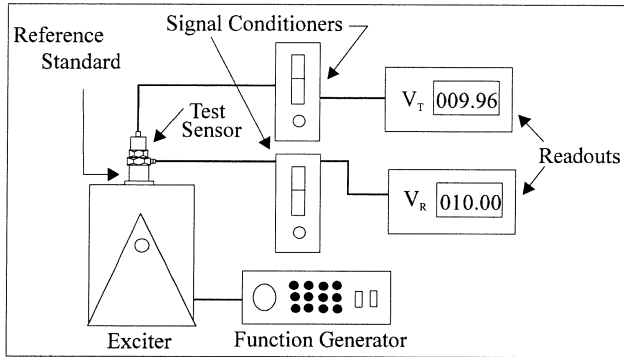 Signal Conditioners
Reference
Standard
Test
Sensor
V_T 009.96
Readouts
V_R 010.00
Exciter
Function Generator